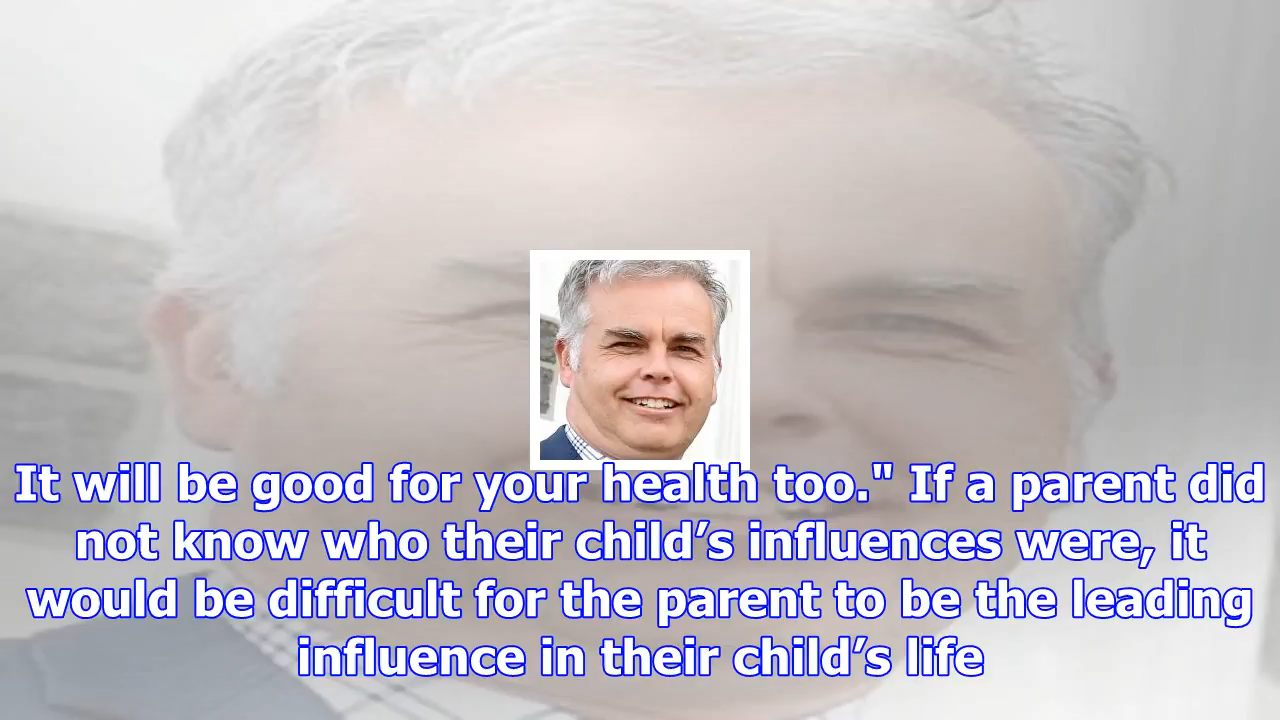 It will be good for your health too." If a parent did
not know who their child’s influences were, it
would be difficult for the parent to be the leading
influence in their child’s life